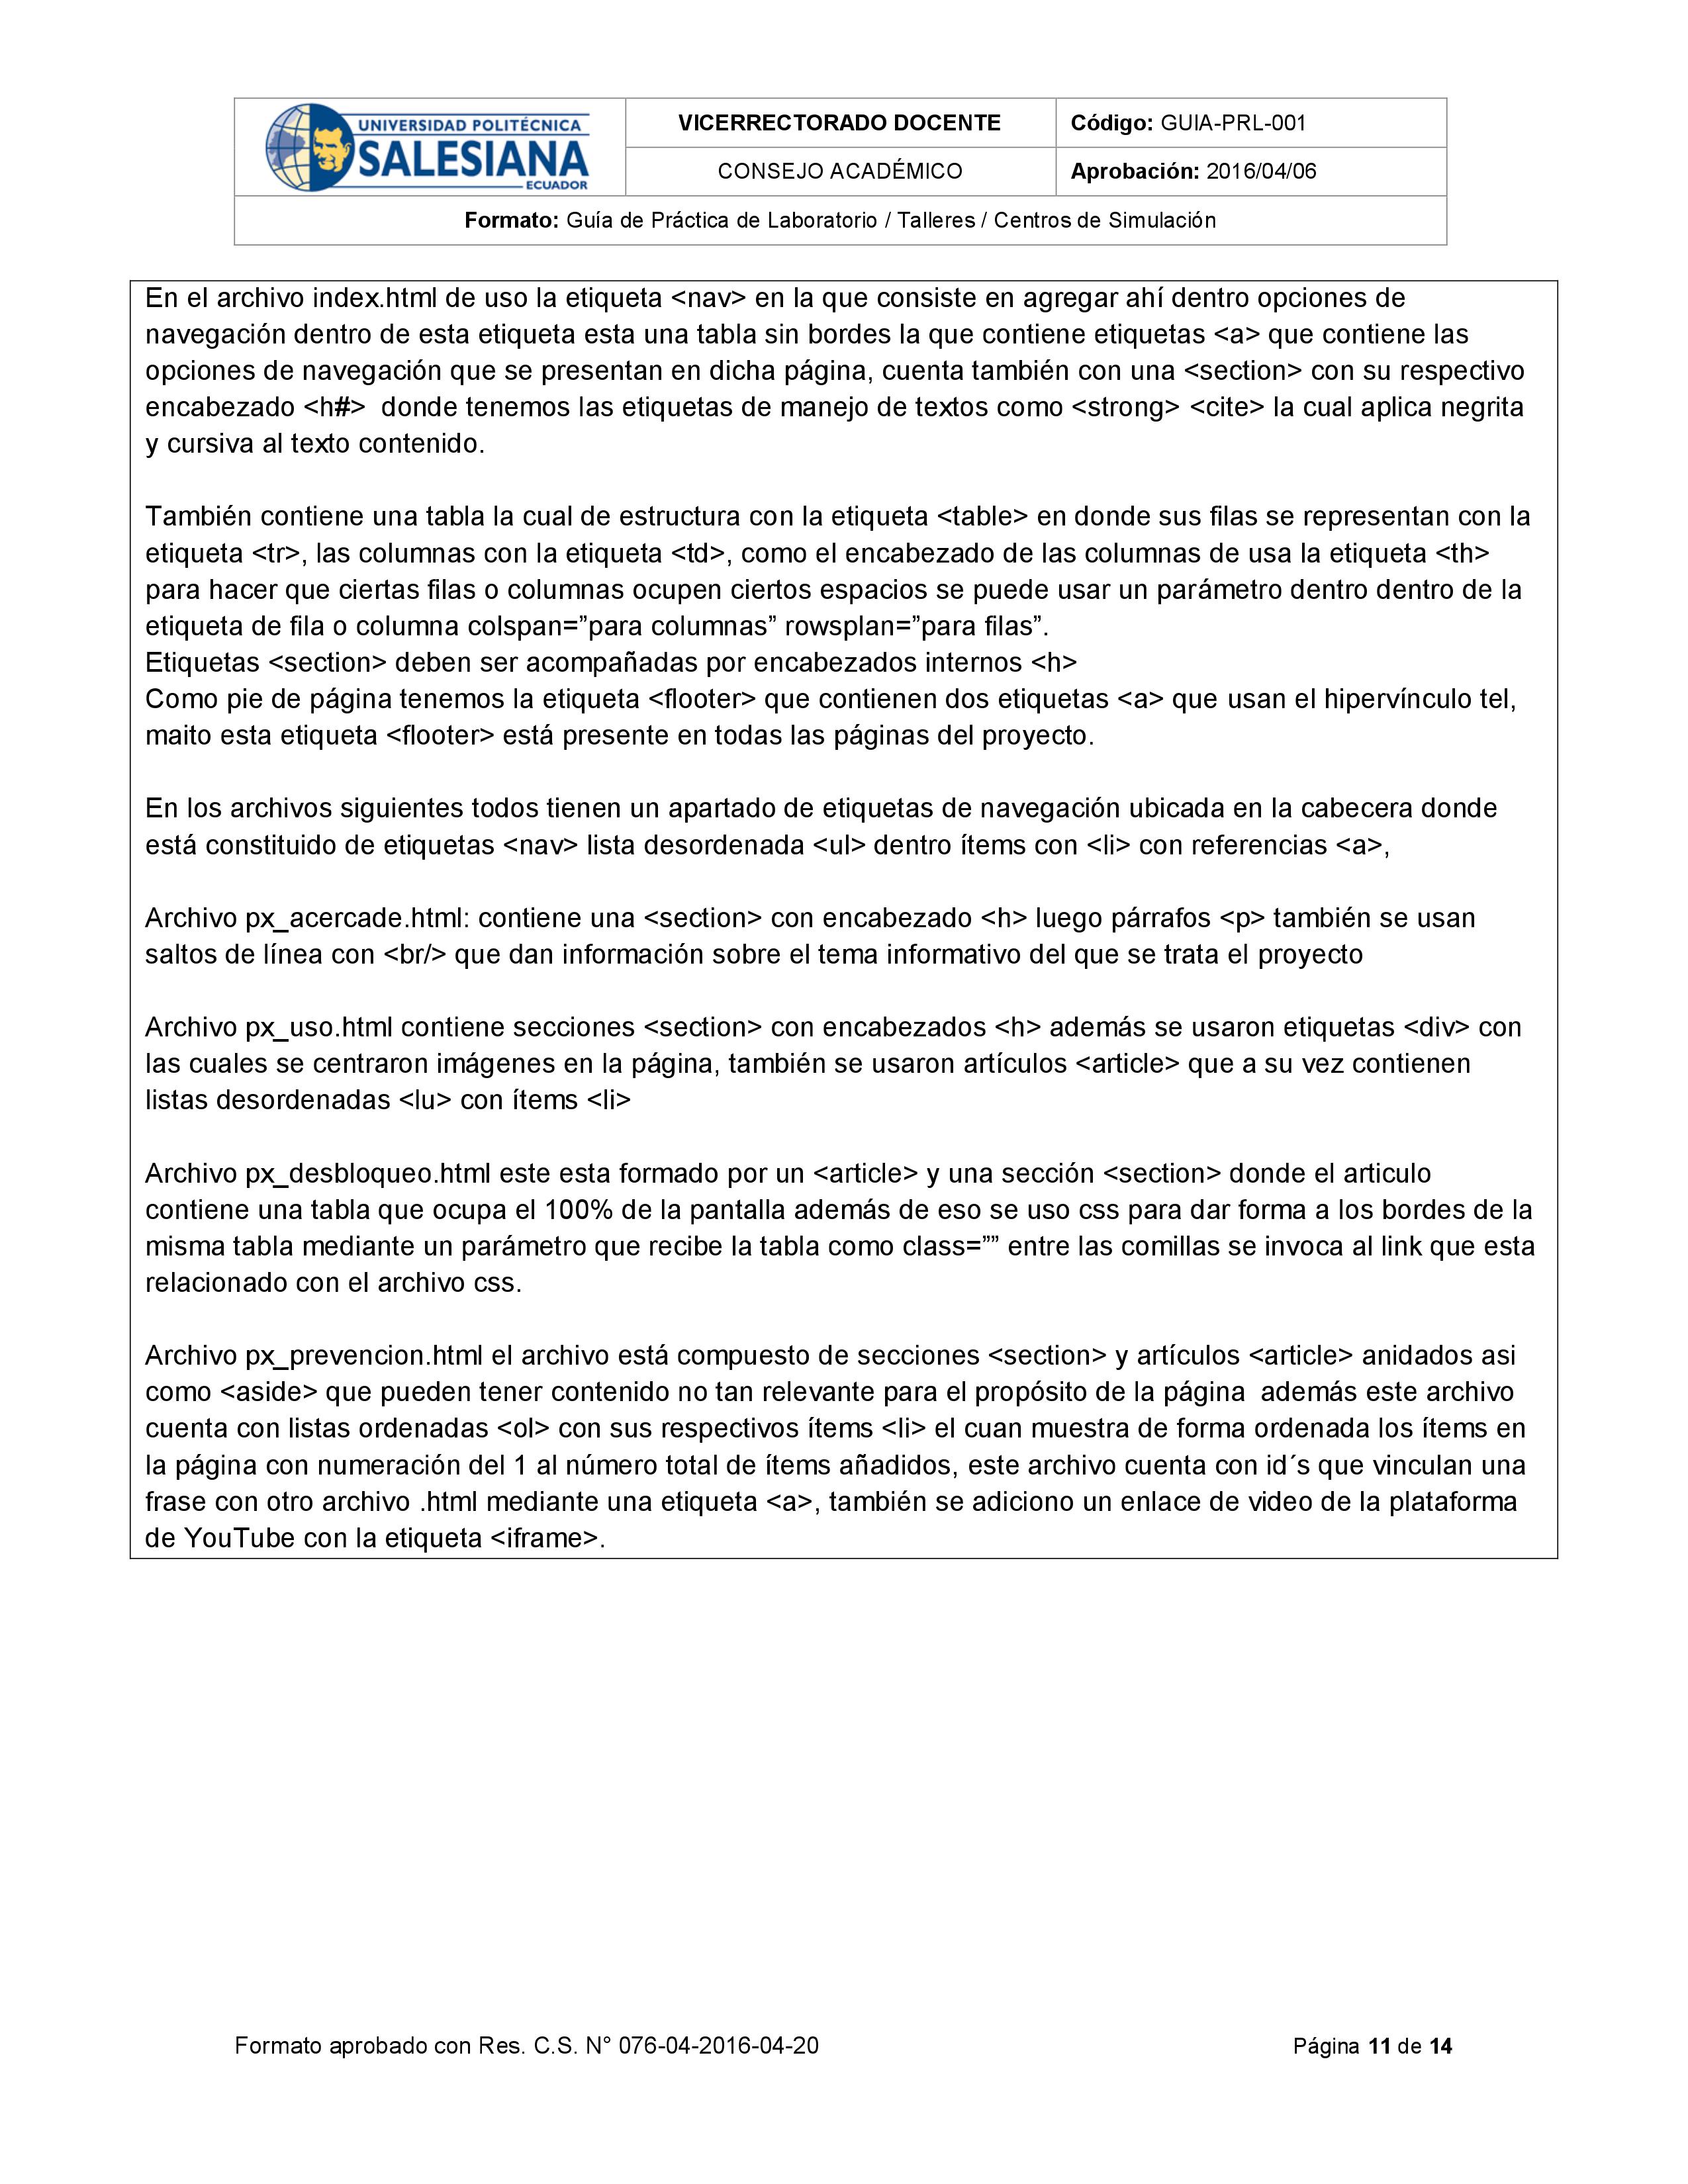 UNIVERSIDAD POLITÉCNICA
SALESIANA
ECUADOR
VICERRECTORADO DOCENTE
Código: GUIA-PRL-001
CONSEJO ACADÉMICO
Aprobación: 2016/04/06
Formato: Guía de Práctica de Laboratorio / Talleres / Centros de Simulación
En el archivo index.html de uso la etiqueta <nav> en la que consiste en agregar ahí dentro opciones de
navegación dentro de esta etiqueta esta una tabla sin bordes la que contiene etiquetas <a> que contiene las
opciones de navegación que se presentan en dicha página, cuenta también con una <section> con su respectivo
encabezado <h#>  donde tenemos las etiquetas de manejo de textos como <strong> <cite> la cual aplica negrita
y cursiva al texto contenido.
También contiene una tabla la cual de estructura con la etiqueta <table> en donde sus filas se representan con la
etiqueta <tr>, las columnas con la etiqueta <td>, como el encabezado de las columnas de usa la etiqueta <th>
para hacer que ciertas filas o columnas ocupen ciertos espacios se puede usar un parámetro dentro dentro de la
etiqueta de fila o columna colspan=”para columnas” rowsplan=”para filas”.
Etiquetas <section> deben ser acompañadas por encabezados internos <h>
Como pie de página tenemos la etiqueta <flooter> que contienen dos etiquetas <a> que usan el hipervínculo tel,
maito esta etiqueta <flooter> está presente en todas las páginas del proyecto.
En los archivos siguientes todos tienen un apartado de etiquetas de navegación ubicada en la cabecera donde
está constituido de etiquetas <nav> lista desordenada <ul> dentro ítems con <li> con referencias <a>,
Archivo px_acercade.html: contiene una <section> con encabezado <h> luego párrafos <p> también se usan
saltos de línea con <br/> que dan información sobre el tema informativo del que se trata el proyecto
Archivo px_uso.html contiene secciones <section> con encabezados <h> además se usaron etiquetas <div> con
las cuales se centraron imágenes en la página, también se usaron artículos <article> que a su vez contienen
listas desordenadas <lu> con ítems <li>
Archivo px_desbloqueo.html este esta formado por un <article> y una sección <section> donde el articulo
contiene una tabla que ocupa el 100% de la pantalla además de eso se uso css para dar forma a los bordes de la
misma tabla mediante un parámetro que recibe la tabla como class=”” entre las comillas se invoca al link que esta
relacionado con el archivo css.
Archivo px_prevencion.html el archivo está compuesto de secciones <section> y artículos <article> anidados asi
como <aside> que pueden tener contenido no tan relevante para el propósito de la página  además este archivo
cuenta con listas ordenadas <ol> con sus respectivos ítems <li> el cuan muestra de forma ordenada los ítems en
la página con numeración del 1 al número total de ítems añadidos, este archivo cuenta con id´s que vinculan una
frase con otro archivo .html mediante una etiqueta <a>, también se adiciono un enlace de video de la plataforma
de YouTube con la etiqueta <iframe>.
Formato aprobado con Res. C.S. N° 076-04-2016-04-20
Página 11 de 14